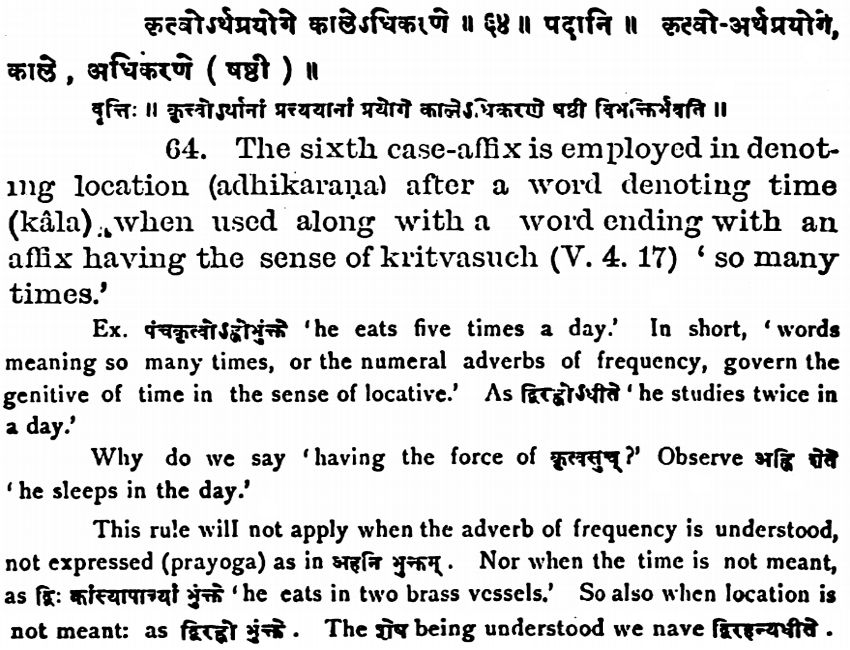 कृत्वोऽर्थप्रयोगे कालेऽधिकरणे ॥ ६४ ॥ पदानि ॥ कृत्वो-अर्थप्रयोगे,
काले , अधिकरणे ( षष्ठी ) ॥
वृत्तिः ॥ कृत्त्वोऽर्थानां प्रत्ययानां प्रयोगे कालेऽधिकरणे षष्ठी विभक्तिर्भवति ॥
64. The sixth case-affix is employed in denot-
ing location (adhikaraṇa) after a word denoting time
(kâla), when used along with a word ending with an
affix having the sense of kritvasuch (V. 4. 17) ‘ so many
times.’
Ex. पंचकृत्वोऽह्नोभुंक्ते ‘he eats five times a day.’ In short, ‘words
meaning so many times, or the numeral adverbs of frequency, govern the
genitive of time in the sense of locative.’ As द्विरह्नोऽधीते ‘he studies twice in
a day.’
Why do we say ‘having the force of कृत्वसुच् ?’ Observe अह्नि शेते
‘he sleeps in the day.’
This rule will not apply when the adverb of frequency is understood,
not expressed (prayoga) as in अहनि भुक्तम् . Nor when the time is not meant,
as द्विः कांस्यापात्र्यां भुंक्ते ‘he eats in two brass vessels.’ So also when location is
not meant: as द्विरह्नो भुंक्ते . The शेष being understood we nave द्विरहन्यधीते .